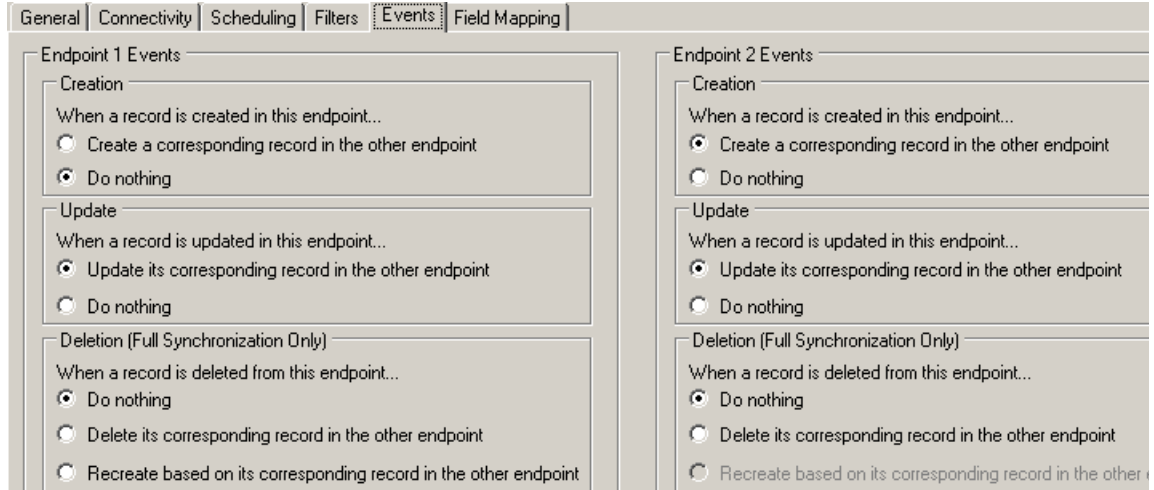 General Connectivity Scheduling Filters Events Field Mapping
Endpoint 1 Events
Creation
When a record is created in this endpoint...
Create a corresponding record in the other endpoint
Do nothing
Update
When a record is updated in this endpoint...
Update its corresponding record in the other endpoint
Do nothing
Deletion (Full Synchronization Only)
When a record is deleted from this endpoint...
Do nothing
Delete its corresponding record in the other endpoint
Recreate based on its corresponding record in the other endpoint
Endpoint 2 Events
Creation
When a record is created in this endpoint...
Create a corresponding record in the other endpoint
Do nothing
Update
When a record is updated in this endpoint...
Update its corresponding record in the other endpoint
Do nothing
Deletion (Full Synchronization Only)
When a record is deleted from this endpoint...
Do nothing
Delete its corresponding record in the other endpoint
Recreate based on its corresponding record in the other